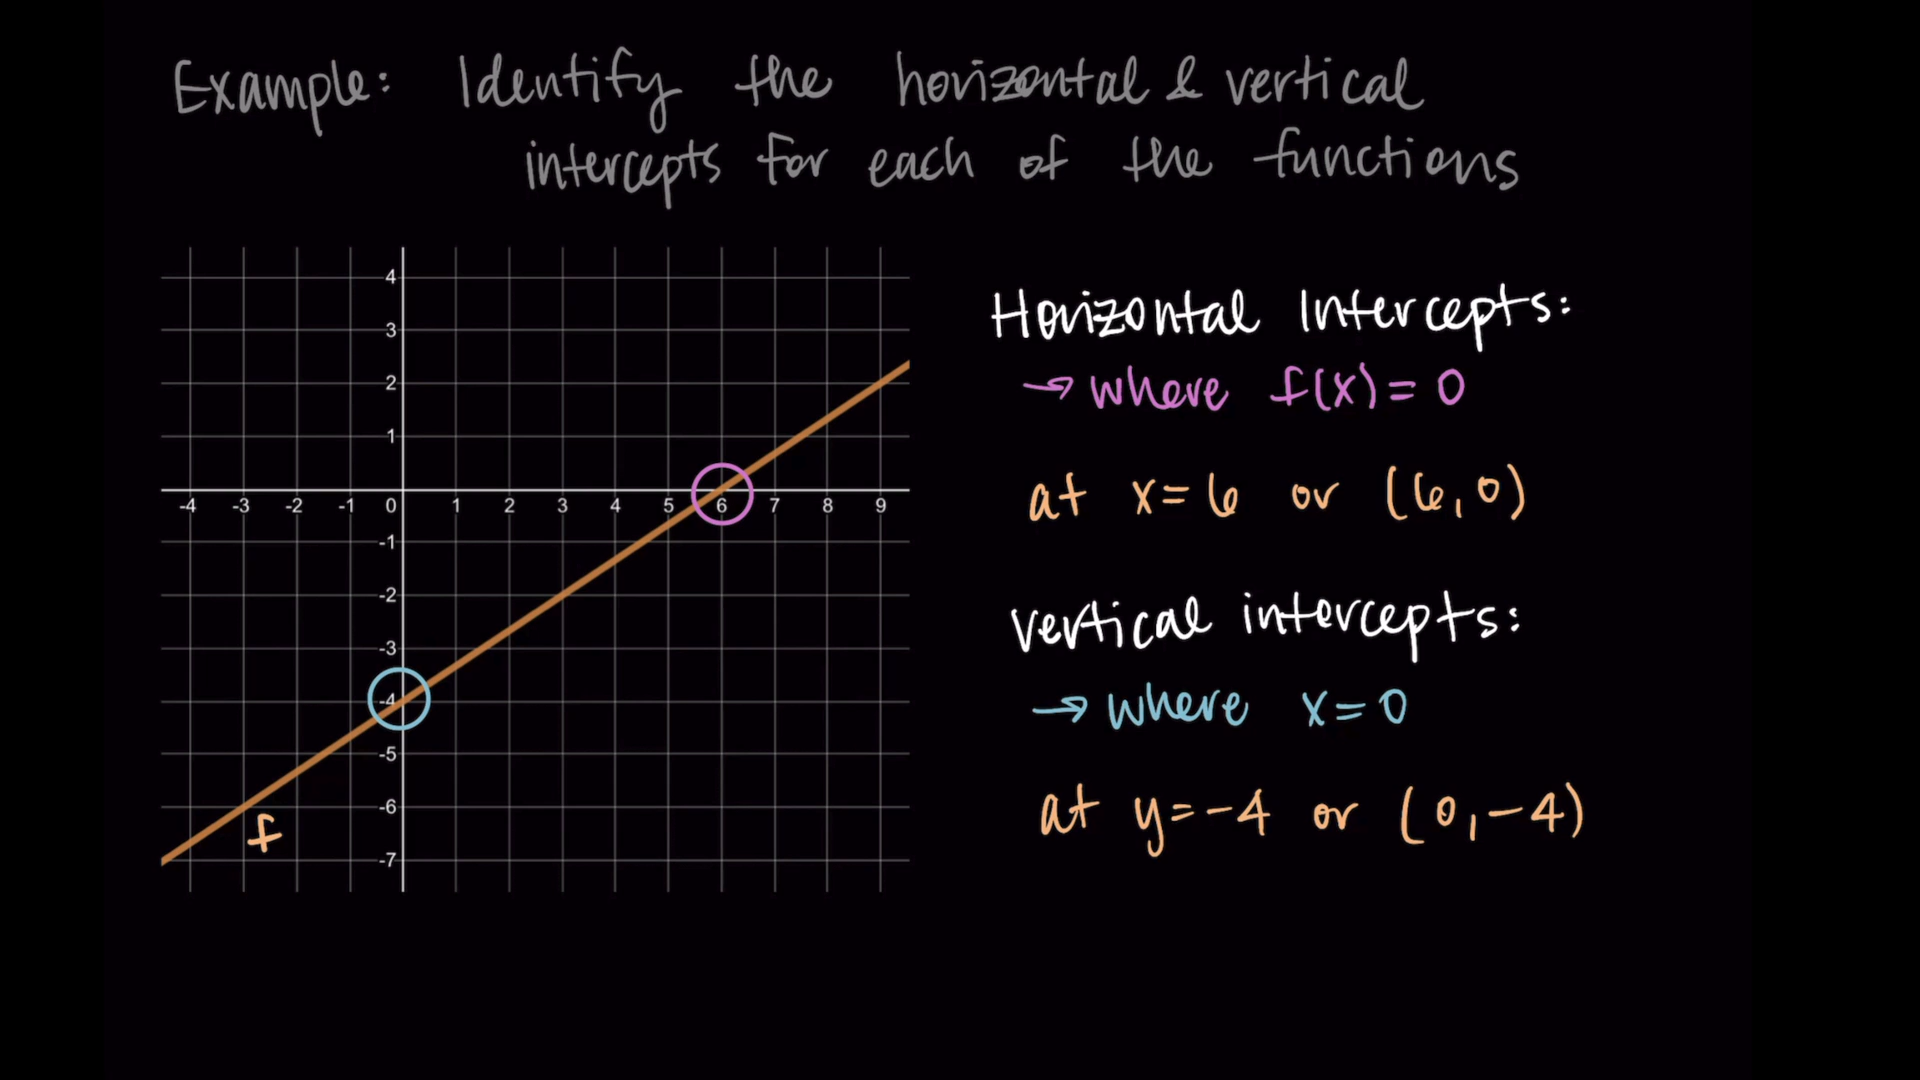 Example: Identify the horizontal & vertical
intercepts for each of the functions
4
3
2
1
-4 -3 -2 -1 0 1 2 3 4 5 6 7 8 9
-1
-2
-3
-4
-5
-6
-7
f
Horizontal Intercepts:
→ where f(x) = 0
at x = 6 or (6,0)
vertical intercepts:
→ where x = 0
at y = -4 or (0,-4)